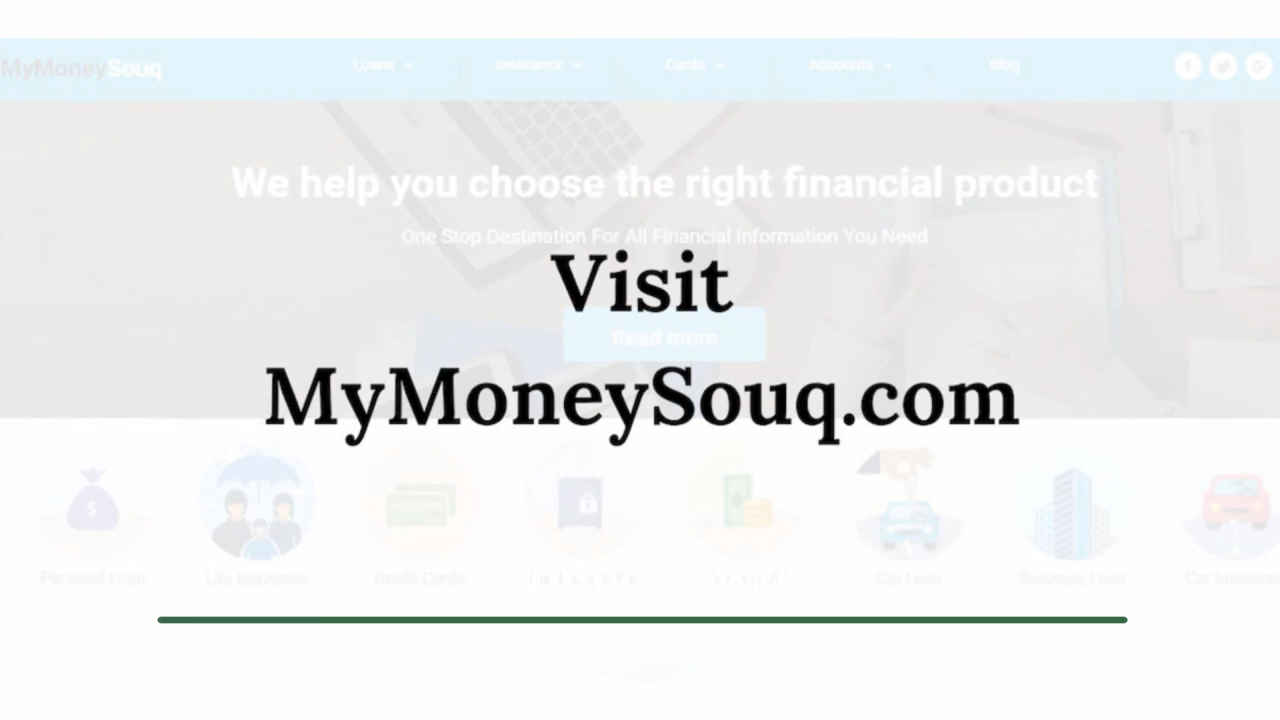 MyMoneySouq
Loans
Insurance
Cards
Accounts
Blog
We help you choose the right financial product
One Stop Destination For All Financial Information You Need
Visit
Read more
MyMoneySouq.com
Personal Loan
Life Insurance
Credit Cards
Car Loan
Business Loan
Car Insurance